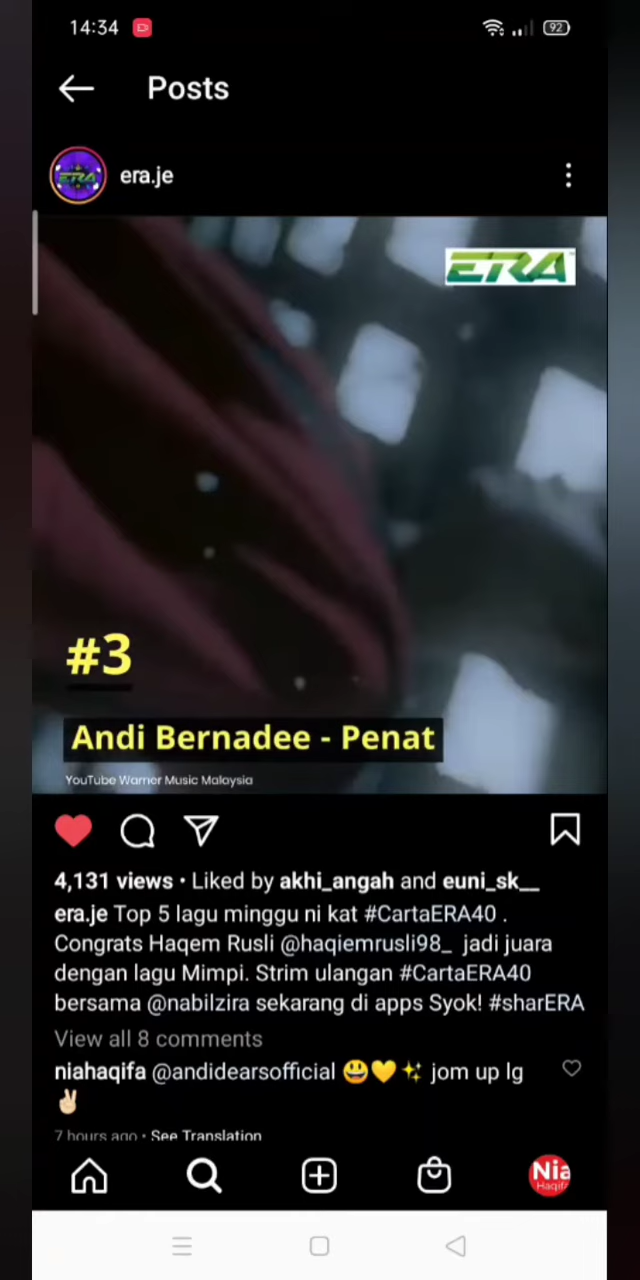 14:34
92
Posts
ERA
era.je
ERA
#3
Andi Bernadee - Penat
YouTube Warner Music Malaysia
4,131 views • Liked by akhi_angah and euni_sk__
era.je Top 5 lagu minggu ni kat #CartaERA40 .
Congrats Haqem Rusli @haqiemrusli98_ jadi juara
dengan lagu Mimpi. Strim ulangan #CartaERA40
bersama @nabilzira sekarang di apps Syok! #sharERA
View all 8 comments
niahaqifa @andidearsofficial 😃💛✨ jom up lg
✌🏻
7 hours ago • See Translation
Nia
Haqifa